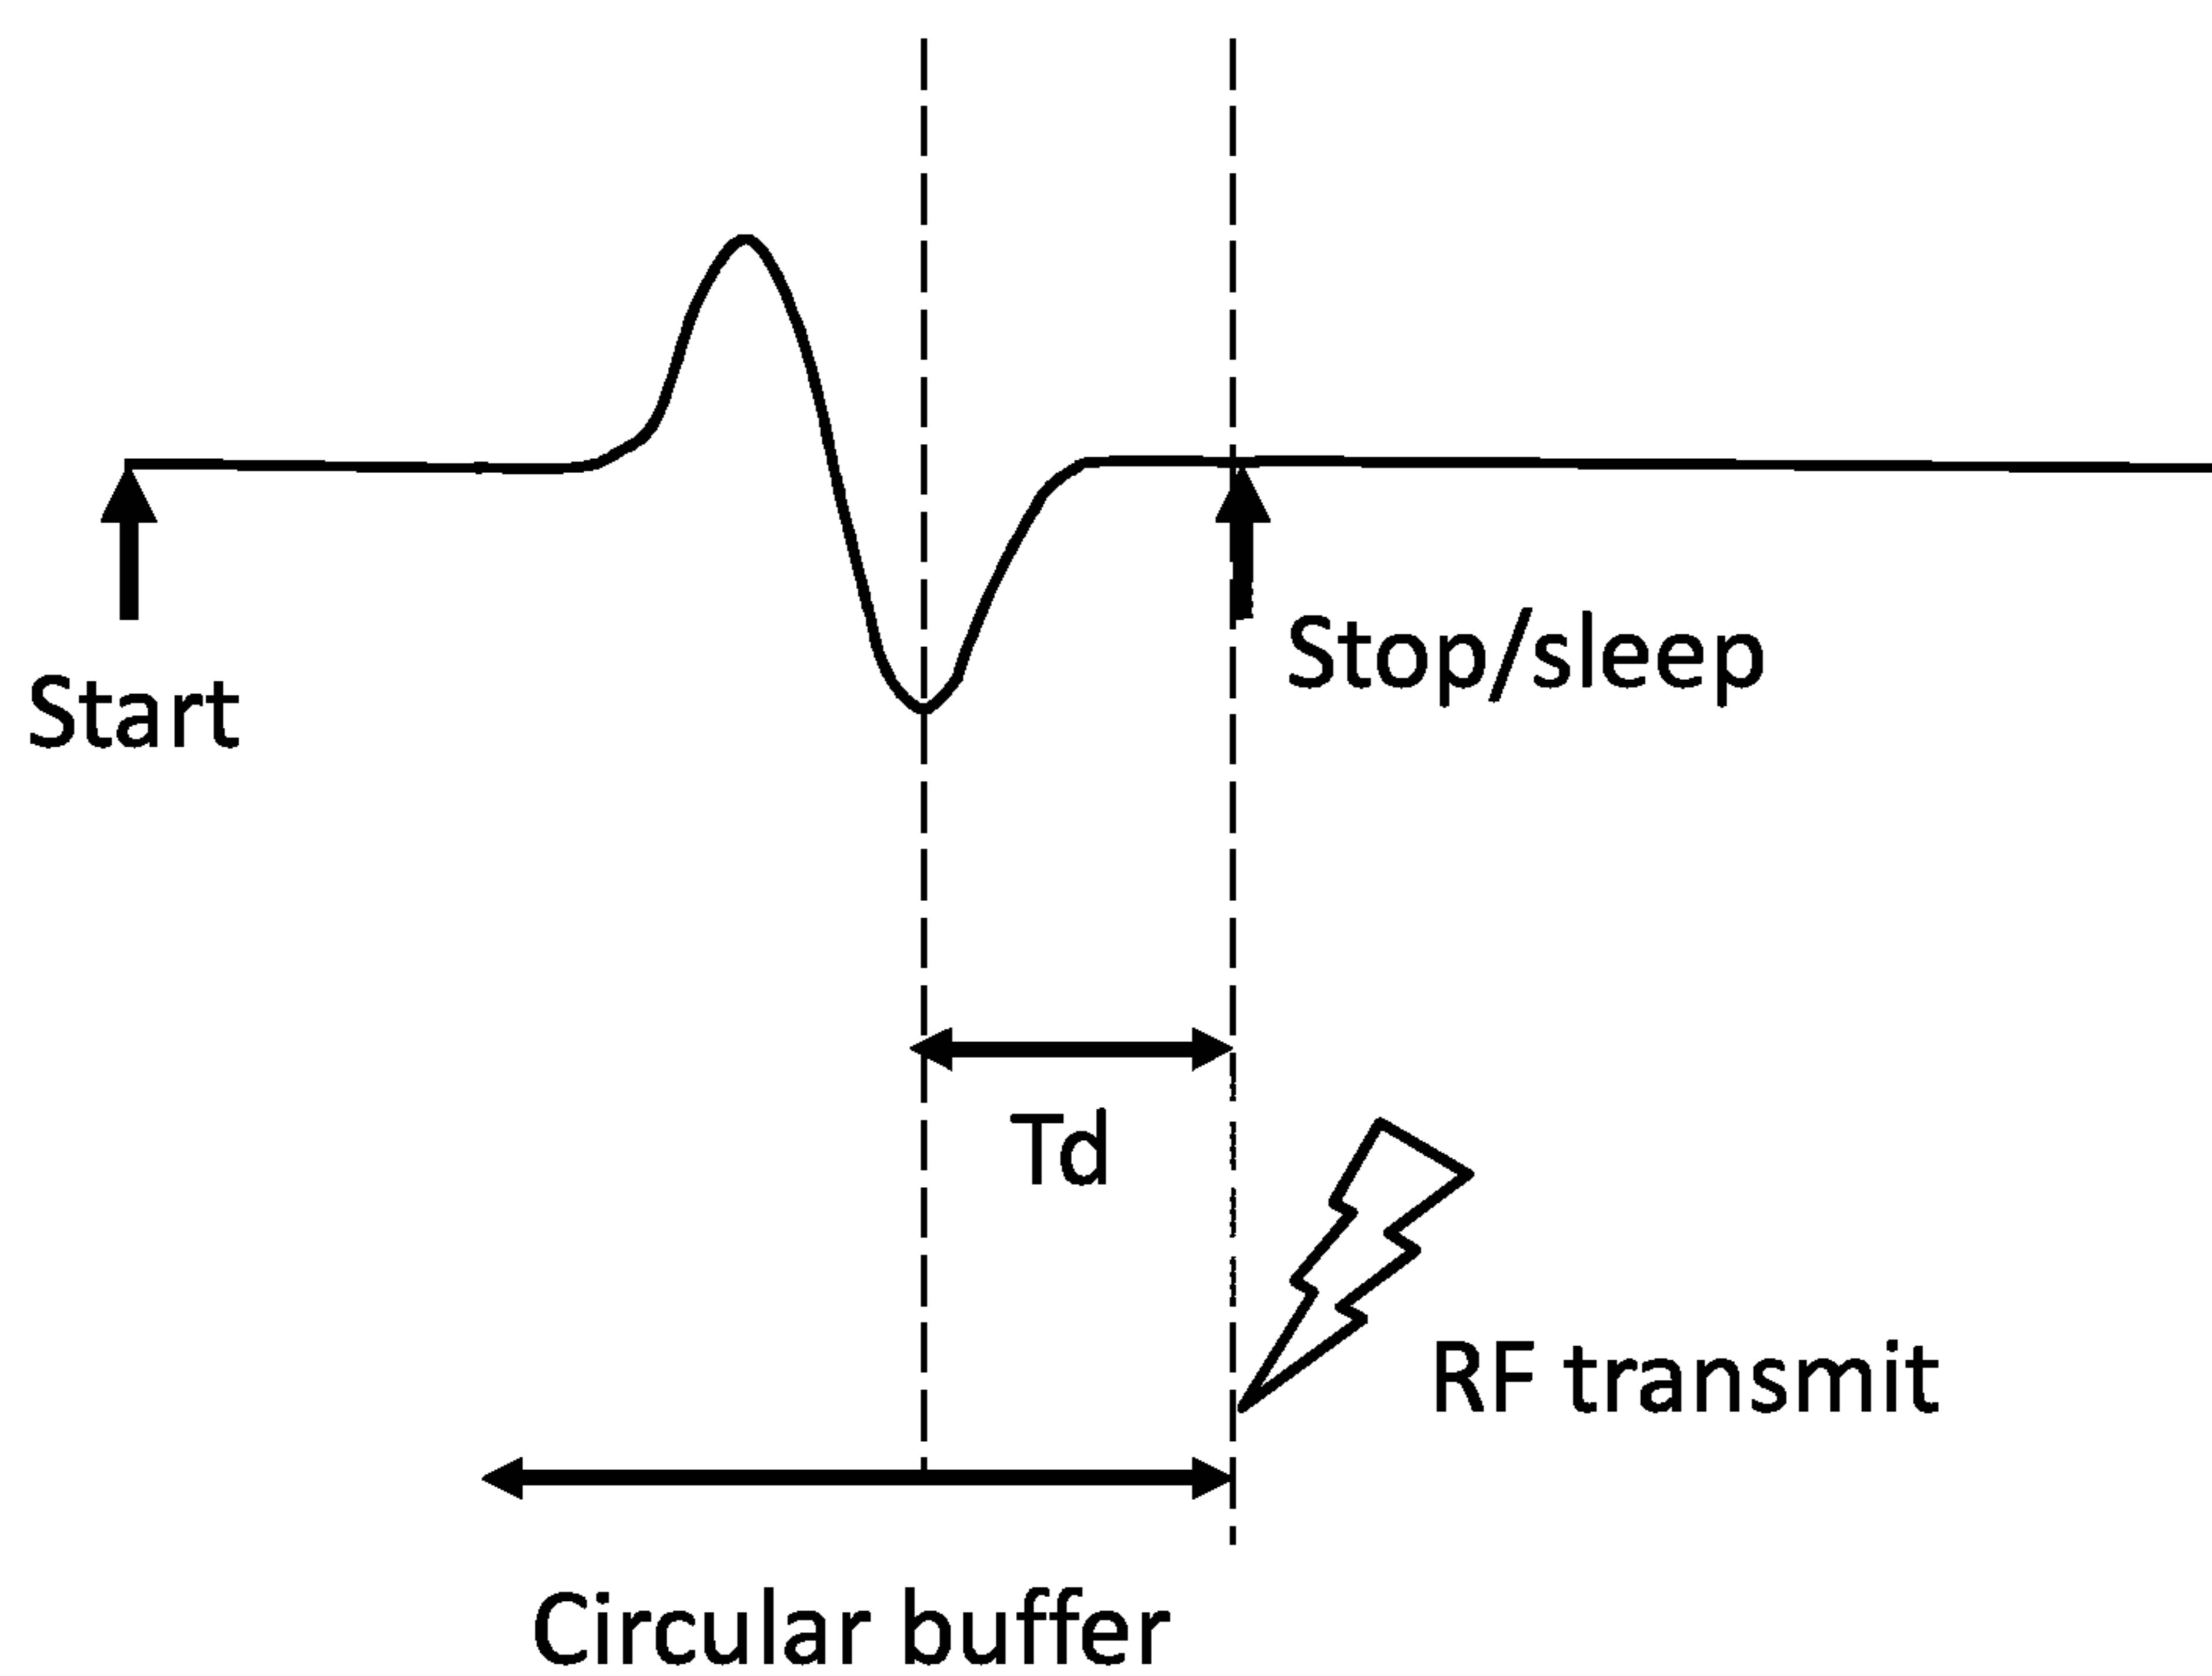 Start
Stop/sleep
Td
RF transmit
Circular buffer